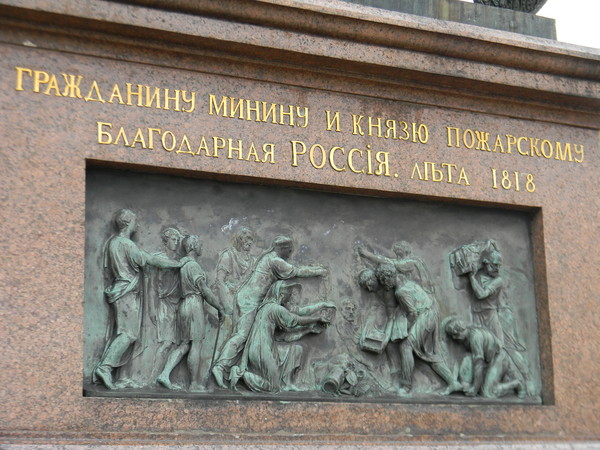 ГРАЖДАНИНУ МИНИНУ И КНЯЗЮ ПОЖАРСКОМУ
БЛАГОДАРНАЯ РОССІЯ. ЛѢТА 1818